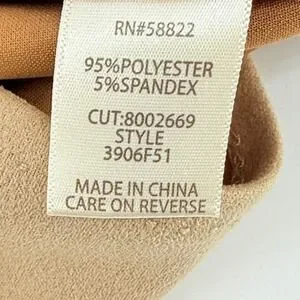 RN#58822
95%POLYESTER
5%SPANDEX
CUT:8002669
STYLE
3906F51
MADE IN CHINA
CARE ON REVERSE